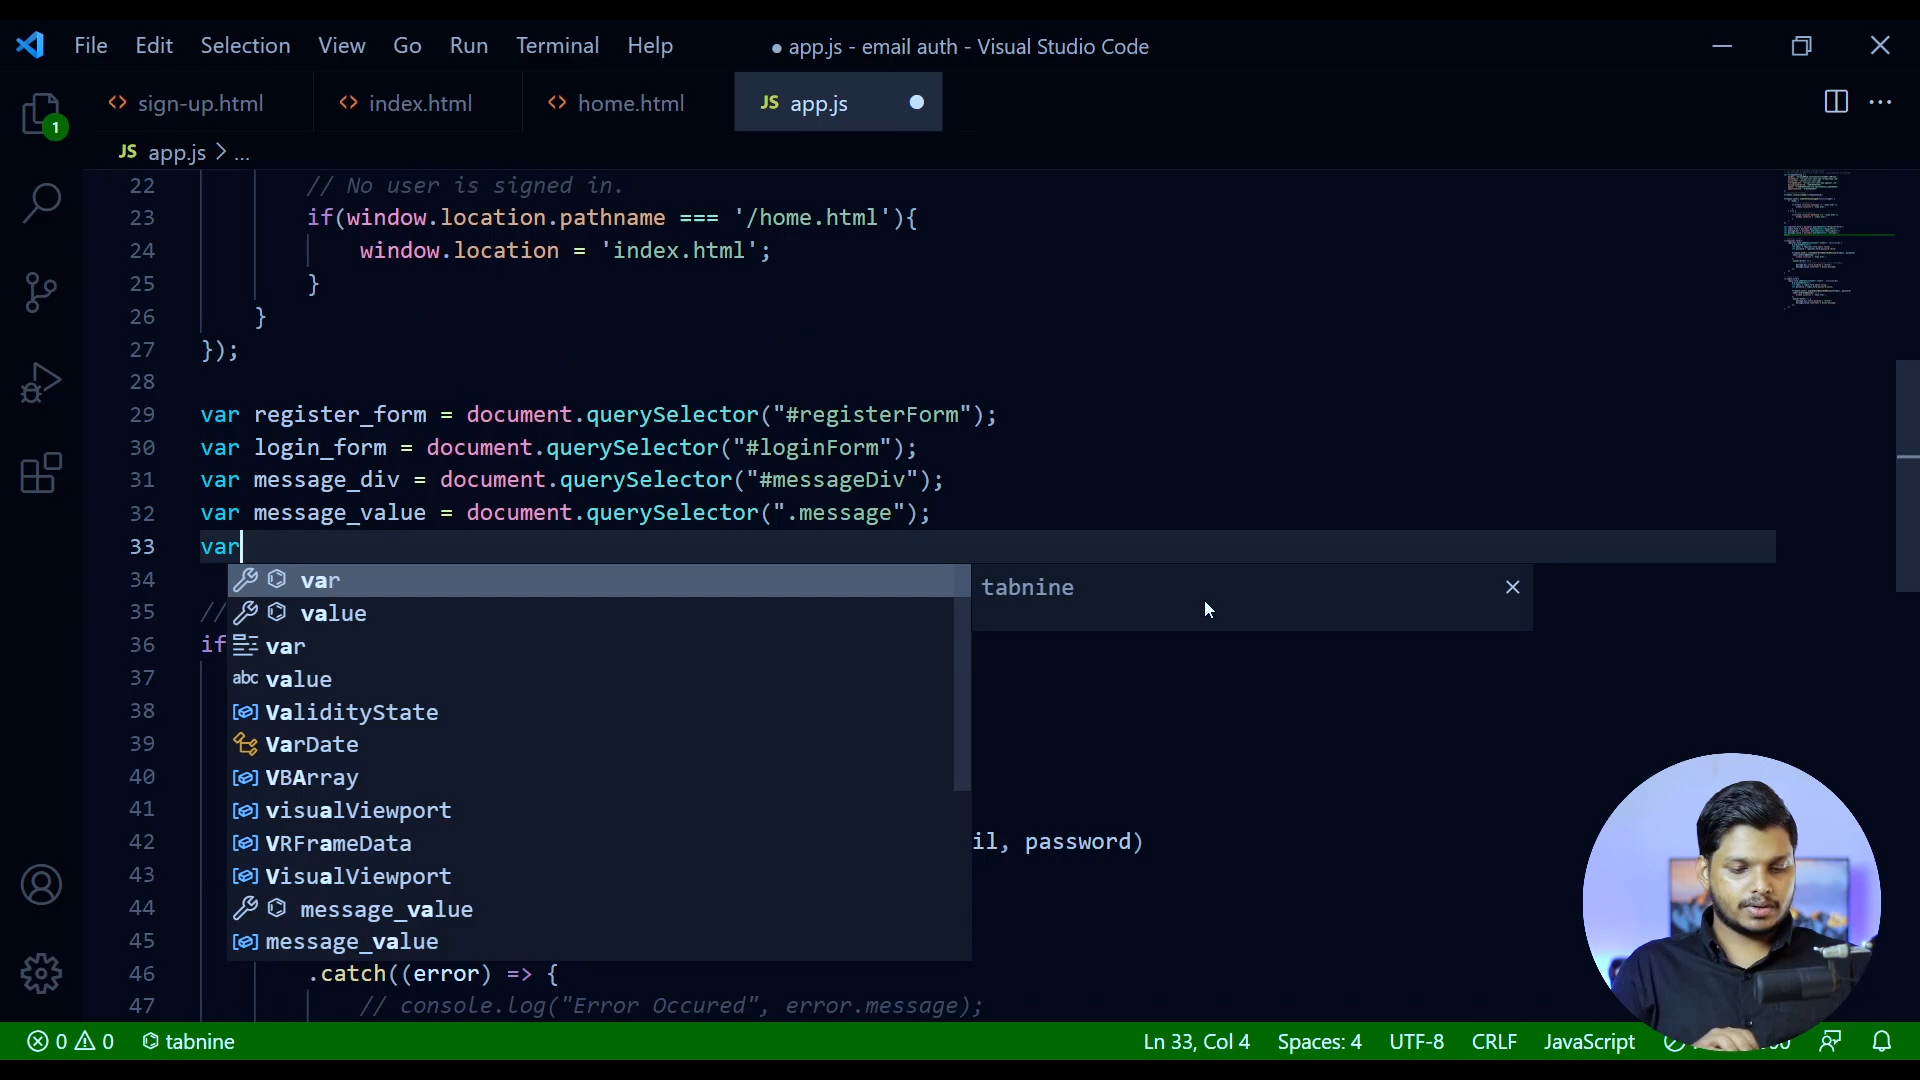 File Edit Selection View Go Run Terminal Help
● app.js - email auth - Visual Studio Code
<> sign-up.html <> index.html <> home.html JS app.js
1
JS app.js > ...
22 // No user is signed in.
23 if(window.location.pathname === '/home.html'){
24 window.location = 'index.html';
25 }
26 }
27 });
28
29 var register_form = document.querySelector("#registerForm");
30 var login_form = document.querySelector("#loginForm");
31 var message_div = document.querySelector("#messageDiv");
32 var message_value = document.querySelector(".message");
33 var
34 var tabnine
35 // value
36 if var
37 abc value
38 ValidityState
39 VarDate
40 VBArray
41 visualViewport
42 VRFrameData il, password)
43 VisualViewport
44 message_value
45 message_value
46 .catch((error) => {
47 // console.log("Error Occured", error.message);
0 0 tabnine Ln 33, Col 4 Spaces: 4 UTF-8 CRLF JavaScript